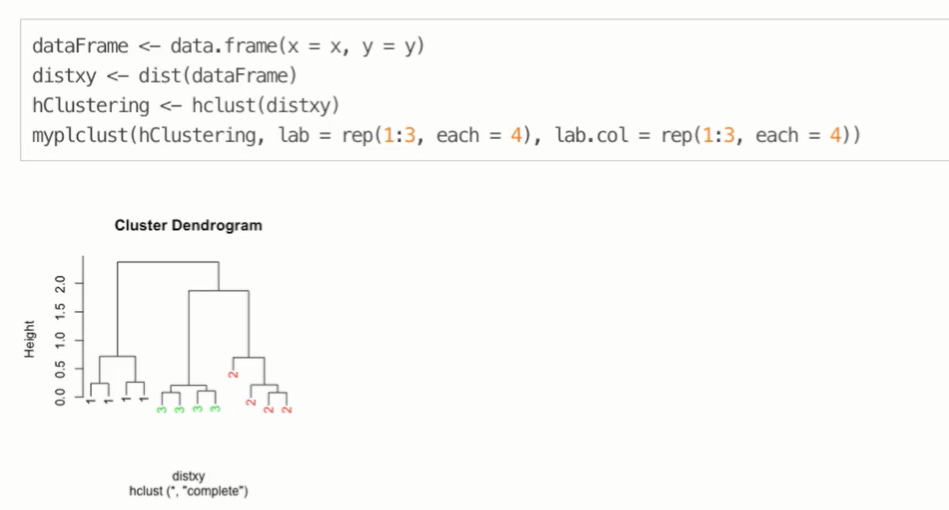 dataFrame <- data.frame(x = x, y = y)
distxy <- dist(dataFrame)
hClustering <- hclust(distxy)
myplclust(hClustering, lab = rep(1:3, each = 4), lab.col = rep(1:3, each = 4))
Cluster Dendrogram
Height
0.0 0.5 1.0 1.5 2.0
1 1 1 1 3 3 3 3 2 2 2 2
distxy
hclust (*, "complete")